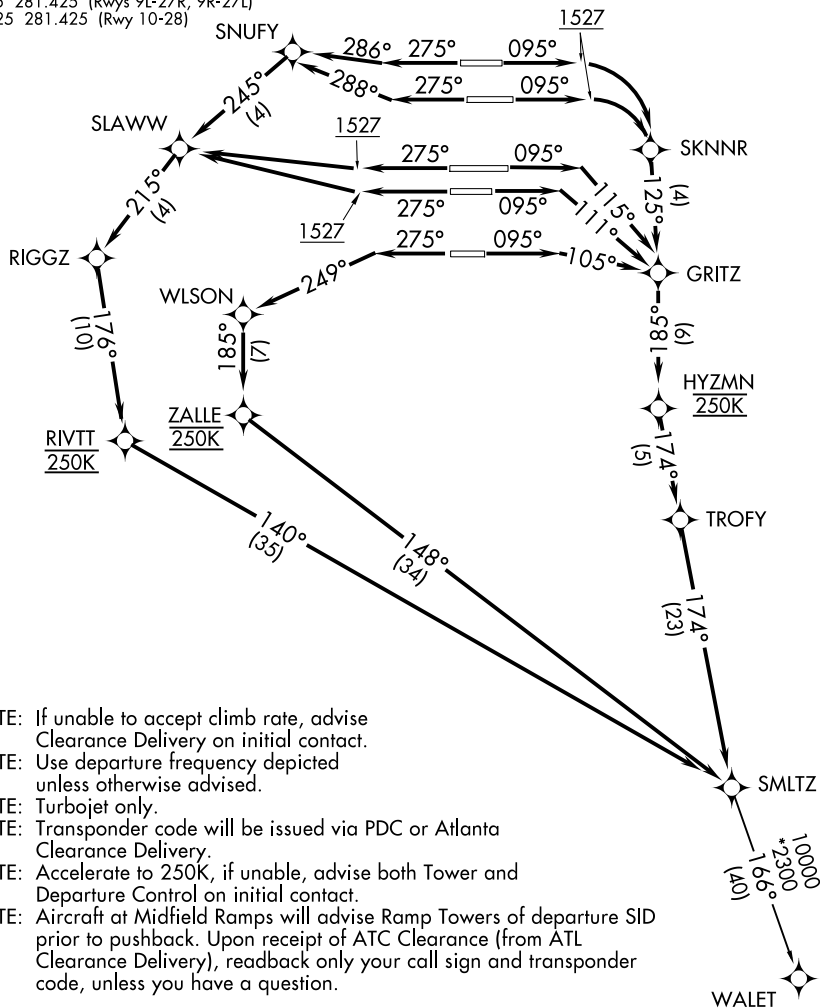 281.425 (Rwys 9L-27R, 9R-27L)
25 281.425 (Rwy 10-28)
SNUFY
1527
286° 275° 095°
288° 275° 095°
245°
(4)
SLAWW
1527
275° 095°
SKNNR
125°
(4)
215°
(4)
275° 095°
115°
111°
1527
RIGGZ
275° 095°
105°
GRITZ
249°
WLSON
176°
(10)
185°
(7)
185°
(6)
HYZMN
250K
ZALLE
250K
RIVTT
250K
174°
(5)
TROFY
140°
(35)
148°
(34)
174°
(23)
TE: If unable to accept climb rate, advise
Clearance Delivery on initial contact.
TE: Use departure frequency depicted
unless otherwise advised.
TE: Turbojet only.
TE: Transponder code will be issued via PDC or Atlanta
Clearance Delivery.
TE: Accelerate to 250K, if unable, advise both Tower and
Departure Control on initial contact.
TE: Aircraft at Midfield Ramps will advise Ramp Towers of departure SID
prior to pushback. Upon receipt of ATC Clearance (from ATL
Clearance Delivery), readback only your call sign and transponder
code, unless you have a question.
SMLTZ
10000
*2300
166°
(40)
WALET